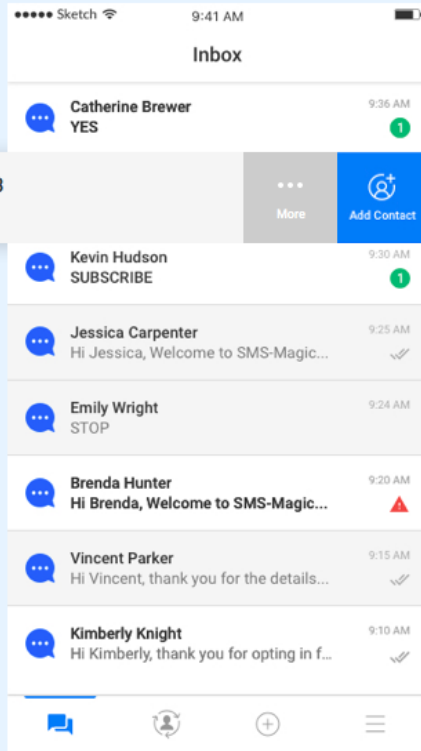 Sketch
9:41 AM
Inbox
Catherine Brewer
9:36 AM
YES
1
More
Add Contact
Kevin Hudson
9:30 AM
SUBSCRIBE
1
Jessica Carpenter
9:25 AM
Hi Jessica, Welcome to SMS-Magic...
Emily Wright
9:24 AM
STOP
Brenda Hunter
9:20 AM
Hi Brenda, Welcome to SMS-Magic...
Vincent Parker
9:15 AM
Hi Vincent, thank you for the details...
Kimberly Knight
9:10 AM
Hi Kimberly, thank you for opting in f...